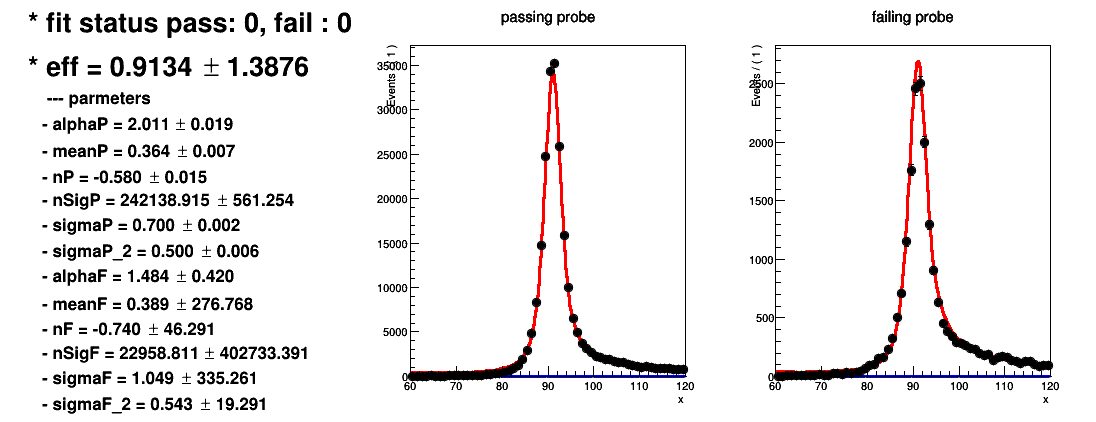 * fit status pass: 0, fail : 0
* eff = 0.9134 ± 1.3876
--- parmeters
- alphaP = 2.011 ± 0.019
- meanP = 0.364 ± 0.007
- nP = -0.580 ± 0.015
- nSigP = 242138.915 ± 561.254
- sigmaP = 0.700 ± 0.002
- sigmaP_2 = 0.500 ± 0.006
- alphaF = 1.484 ± 0.420
- meanF = 0.389 ± 276.768
- nF = -0.740 ± 46.291
- nSigF = 22958.811 ± 402733.391
- sigmaF = 1.049 ± 335.261
- sigmaF_2 = 0.543 ± 19.291
passing probe
Events / ( 1 )
35000
30000
25000
20000
15000
10000
5000
0
60 70 80 90 100 110 120
x
failing probe
Events / ( 1 )
2500
2000
1500
1000
500
0
60 70 80 90 100 110 120
x